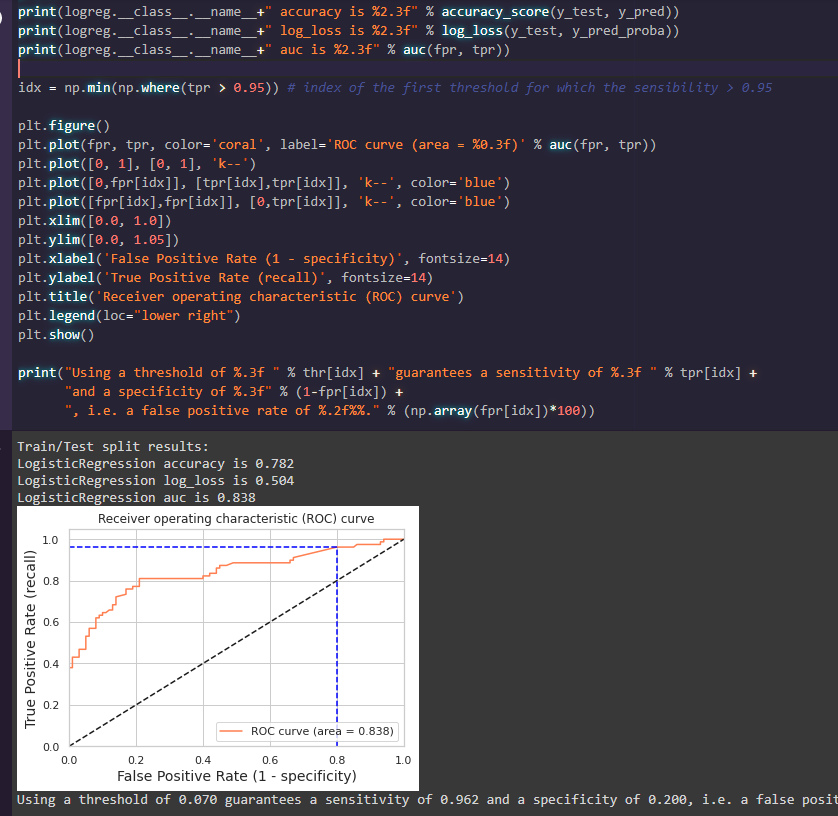 print(logreg.__class__.__name__+" accuracy is %2.3f" % accuracy_score(y_test, y_pred))
print(logreg.__class__.__name__+" log_loss is %2.3f" % log_loss(y_test, y_pred_proba))
print(logreg.__class__.__name__+" auc is %2.3f" % auc(fpr, tpr))
idx = np.min(np.where(tpr > 0.95)) # index of the first threshold for which the sensibility > 0.95
plt.figure()
plt.plot(fpr, tpr, color='coral', label='ROC curve (area = %0.3f)' % auc(fpr, tpr))
plt.plot([0, 1], [0, 1], 'k--')
plt.plot([0,fpr[idx]], [tpr[idx],tpr[idx]], 'k--', color='blue')
plt.plot([fpr[idx],fpr[idx]], [0,tpr[idx]], 'k--', color='blue')
plt.xlim([0.0, 1.0])
plt.ylim([0.0, 1.05])
plt.xlabel('False Positive Rate (1 - specificity)', fontsize=14)
plt.ylabel('True Positive Rate (recall)', fontsize=14)
plt.title('Receiver operating characteristic (ROC) curve')
plt.legend(loc="lower right")
plt.show()
print("Using a threshold of %.3f " % thr[idx] + "guarantees a sensitivity of %.3f " % tpr[idx] +
"and a specificity of %.3f" % (1-fpr[idx]) +
", i.e. a false positive rate of %.2f%%." % (np.array(fpr[idx])*100))
Train/Test split results:
LogisticRegression accuracy is 0.782
LogisticRegression log_loss is 0.504
LogisticRegression auc is 0.838
Receiver operating characteristic (ROC) curve
True Positive Rate (recall)
1.0
0.8
0.6
0.4
0.2
0.0
ROC curve (area = 0.838)
0.0 0.2 0.4 0.6 0.8 1.0
False Positive Rate (1 - specificity)
Using a threshold of 0.070 guarantees a sensitivity of 0.962 and a specificity of 0.200, i.e. a false posit